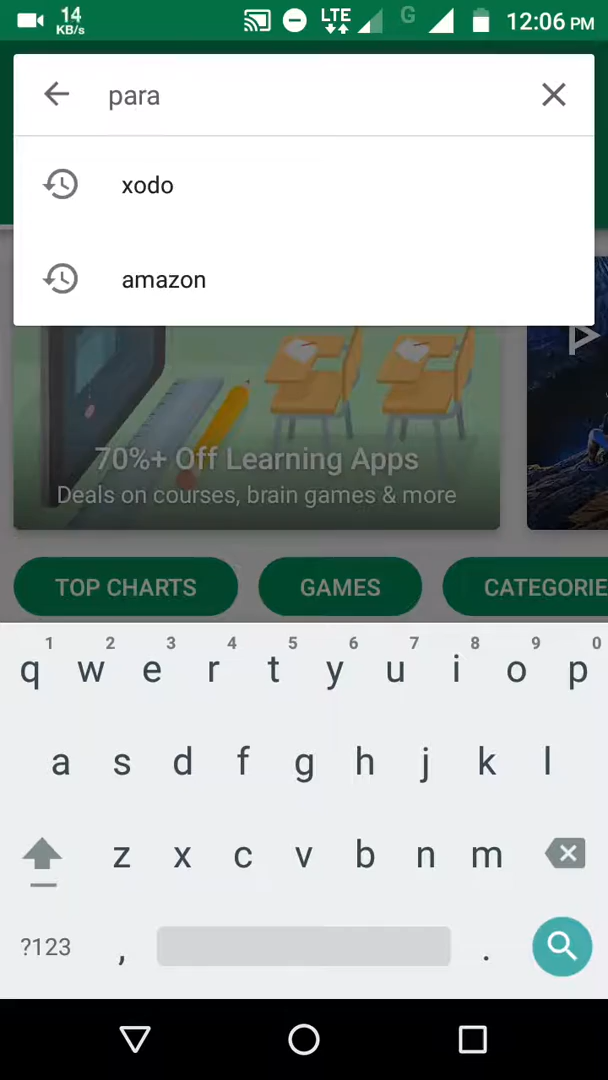 14
KB/s
LTE
G
12:06 PM
para
xodo
amazon
70%+ Off Learning Apps
Deals on courses, brain games & more
TOP CHARTS
GAMES
CATEGORIE
1 2 3 4 5 6 7 8 9 0
q w e r t y u i o p
a s d f g h j k l
z x c v b n m
?123 , .